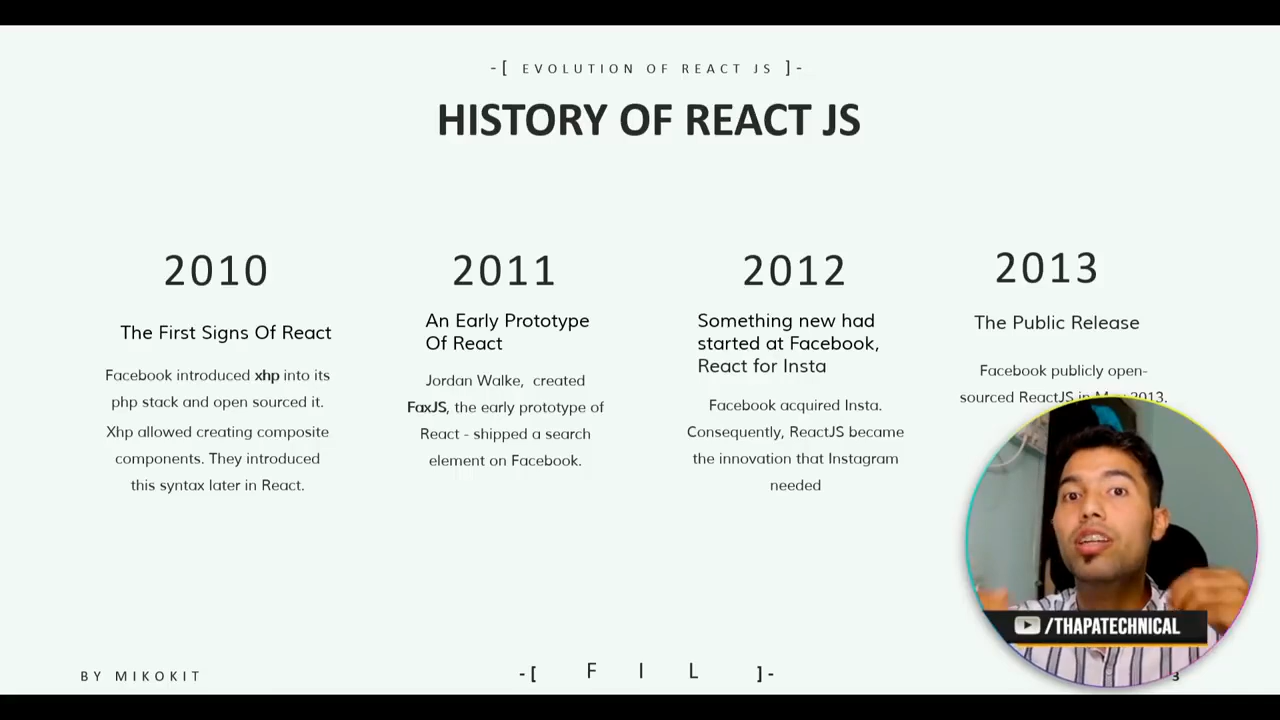 -[ EVOLUTION OF REACT JS ]-
HISTORY OF REACT JS
2010
The First Signs Of React
Facebook introduced xhp into its
php stack and open sourced it.
Xhp allowed creating composite
components. They introduced
this syntax later in React.
2011
An Early Prototype
Of React
Jordan Walke, created
FaxJS, the early prototype of
React - shipped a search
element on Facebook.
2012
Something new had
started at Facebook,
React for Insta
Facebook acquired Insta.
Consequently, ReactJS became
the innovation that Instagram
needed
2013
The Public Release
Facebook publicly open-
sourced ReactJS in May 2013.
/THAPATECHNICAL
BY MIKOKIT
-[ F I L ]-
3